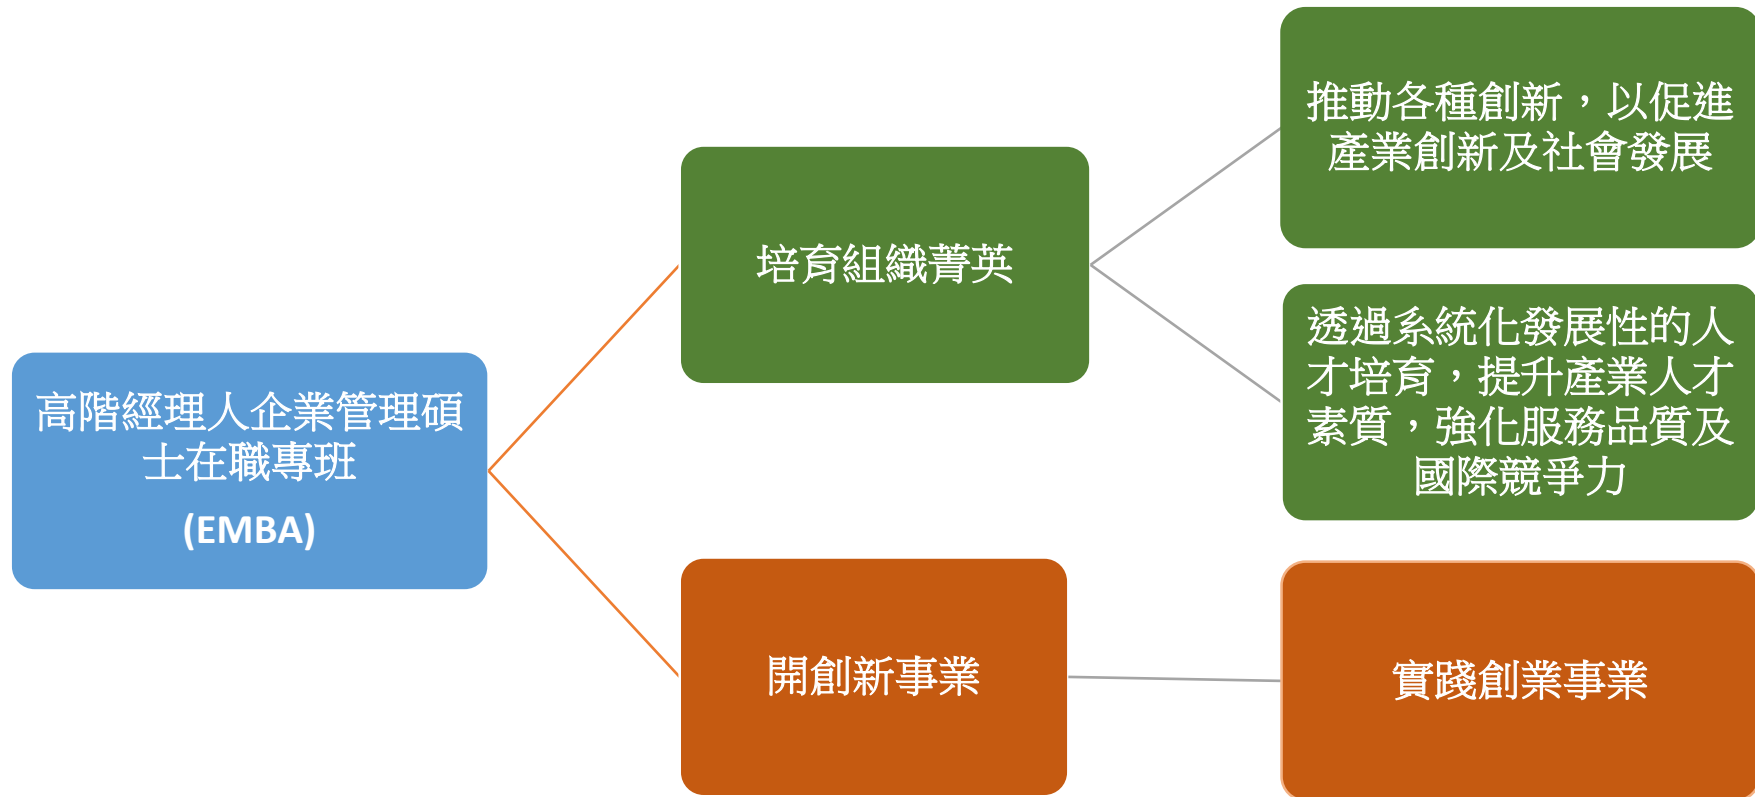 高階經理人企業管理碩
士在職專班
(EMBA)
培育組織菁英
推動各種創新，以促進
產業創新及社會發展
透過系統化發展性的人
才培育，提升產業人才
素質，強化服務品質及
國際競爭力
開創新事業
實踐創業事業